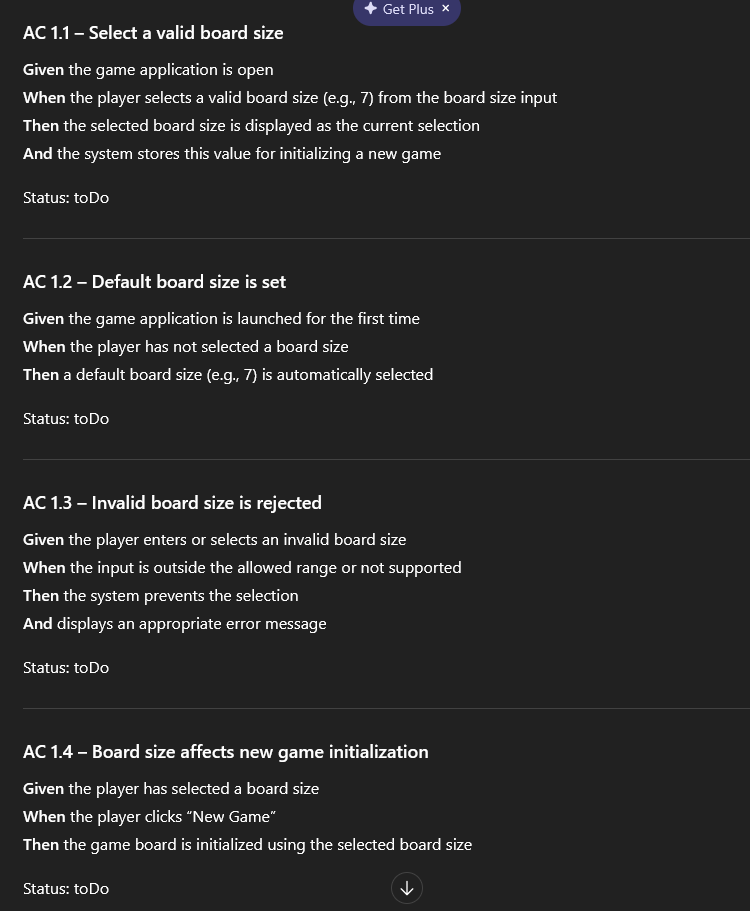 Get Plus ×
AC 1.1 – Select a valid board size
Given the game application is open
When the player selects a valid board size (e.g., 7) from the board size input
Then the selected board size is displayed as the current selection
And the system stores this value for initializing a new game
Status: toDo
AC 1.2 – Default board size is set
Given the game application is launched for the first time
When the player has not selected a board size
Then a default board size (e.g., 7) is automatically selected
Status: toDo
AC 1.3 – Invalid board size is rejected
Given the player enters or selects an invalid board size
When the input is outside the allowed range or not supported
Then the system prevents the selection
And displays an appropriate error message
Status: toDo
AC 1.4 – Board size affects new game initialization
Given the player has selected a board size
When the player clicks “New Game”
Then the game board is initialized using the selected board size
Status: toDo